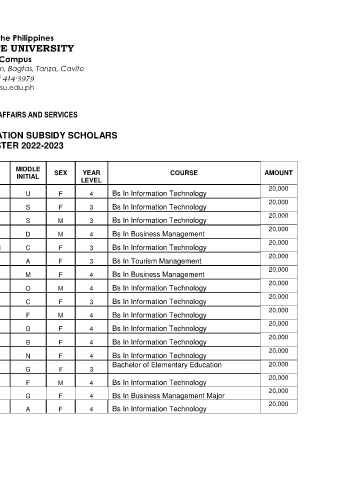 the Philippines
E UNIVERSITY
Campus
n, Bagtas, Tanza, Cavite
414-3979
su.edu.ph
AFFAIRS AND SERVICES
ATION SUBSIDY SCHOLARS
STER 2022-2023
MIDDLE INITIAL SEX YEAR LEVEL COURSE AMOUNT
U F 4 Bs In Information Technology 20,000
S F 3 Bs In Information Technology 20,000
S M 3 Bs In Information Technology 20,000
D M 4 Bs In Business Management 20,000
C F 3 Bs In Information Technology 20,000
A F 3 Bs In Tourism Management 20,000
M F 4 Bs In Business Management 20,000
O M 4 Bs In Information Technology 20,000
C F 3 Bs In Information Technology 20,000
F M 4 Bs In Information Technology 20,000
G F 4 Bs In Information Technology 20,000
B F 4 Bs In Information Technology 20,000
N F 4 Bs In Information Technology 20,000
G F 3 Bachelor of Elementary Education 20,000
F M 4 Bs In Information Technology 20,000
G F 4 Bs In Business Management Major 20,000
A F 4 Bs In Information Technology 20,000